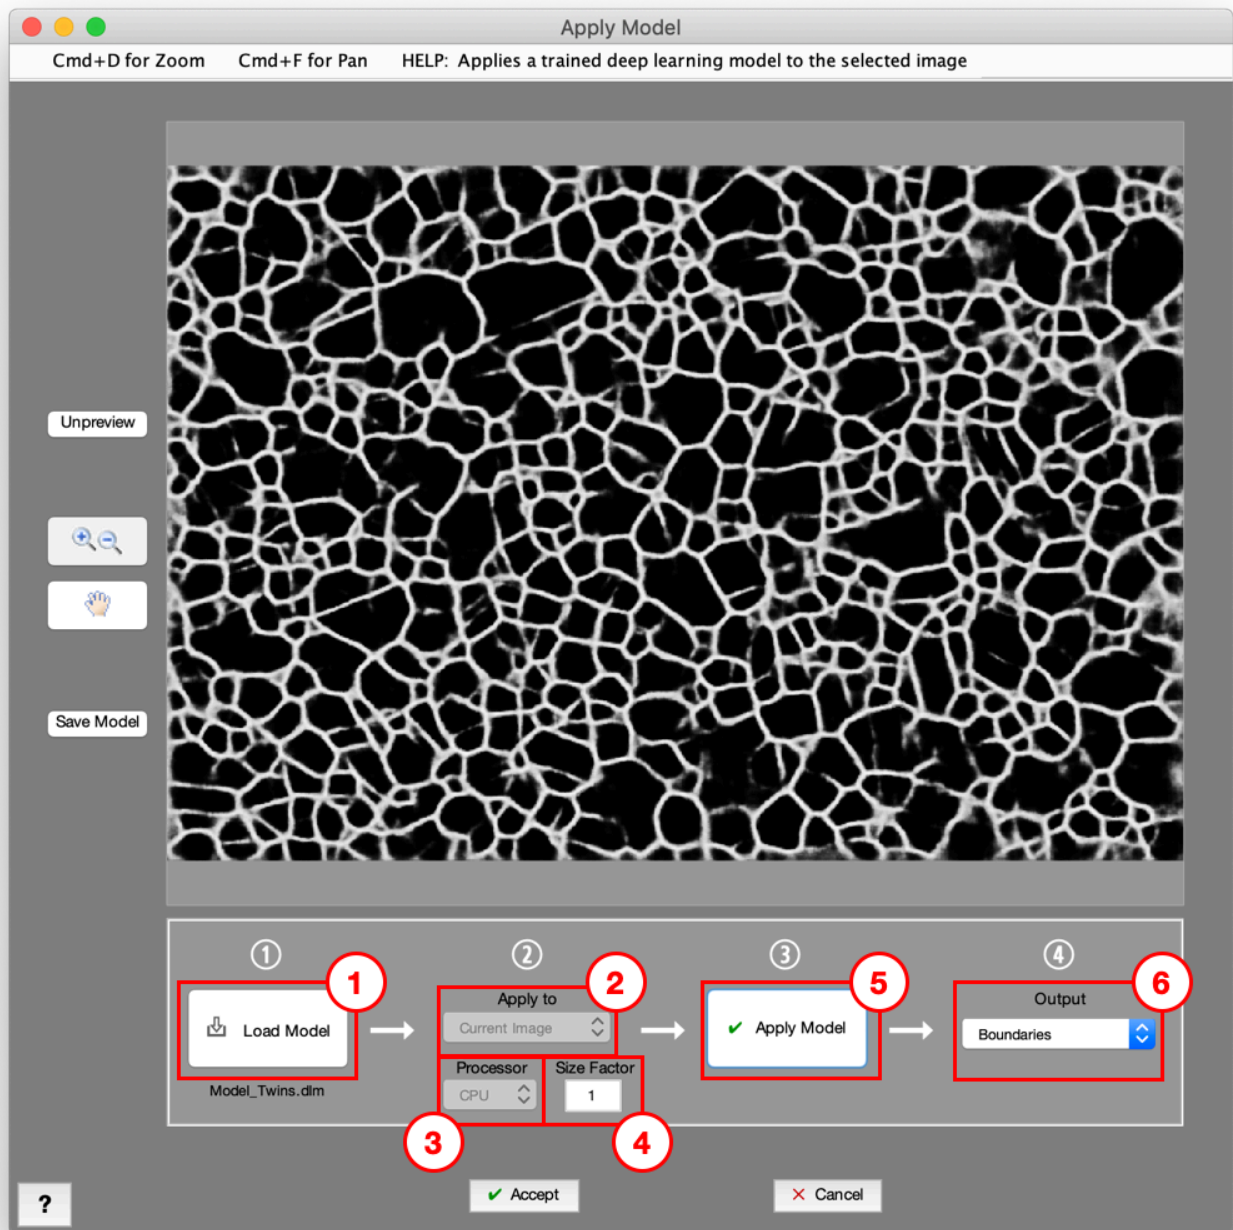 Apply Model
Cmd+D for Zoom Cmd+F for Pan HELP: Applies a trained deep learning model to the selected image
Unpreview
Save Model
① ② ③ ④
1 2 5 6
Apply to Output
Load Model Current Image Apply Model Boundaries
Processor Size Factor
Model_Twins.dlm CPU 1
3 4
? Accept Cancel